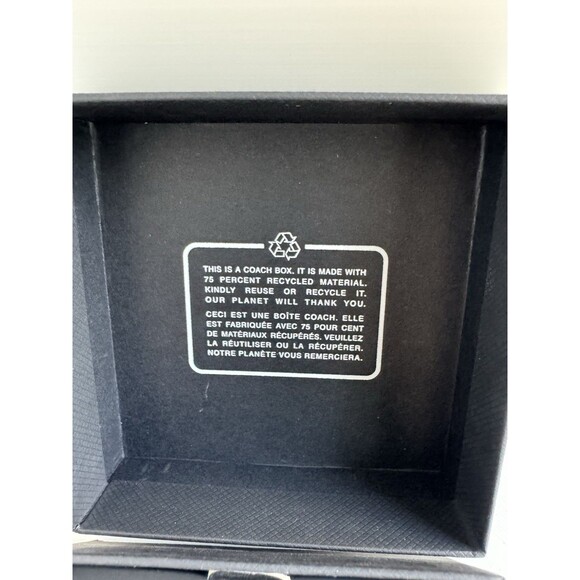 THIS IS A COACH BOX. IT IS MADE WITH
75 PERCENT RECYCLED MATERIAL.
KINDLY REUSE OR RECYCLE IT.
OUR PLANET WILL THANK YOU.
CECI EST UNE BOÎTE COACH. ELLE
EST FABRIQUÉE AVEC 75 POUR CENT
DE MATÉRIAUX RÉCUPÉRÉS. VEUILLEZ
LA RÉUTILISER OU LA RÉCUPÉRER.
NOTRE PLANÈTE VOUS REMERCIERA.